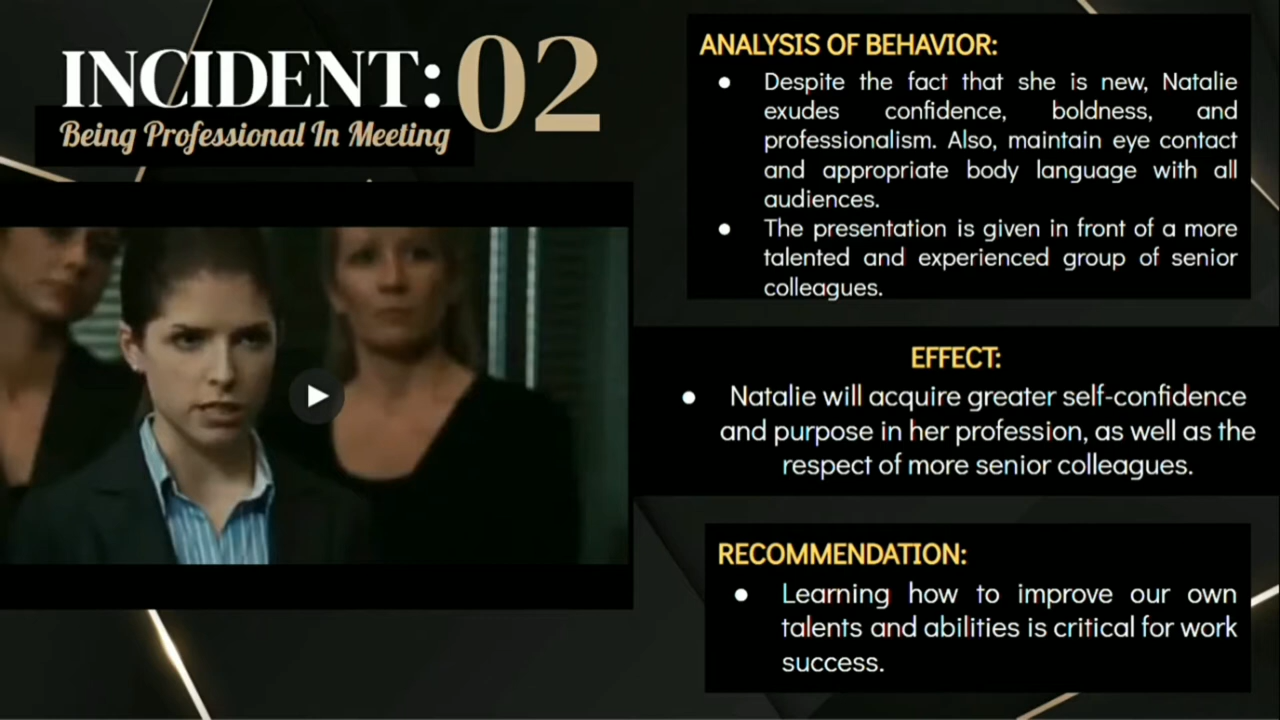 INCIDENT: 02
Being Professional In Meeting
ANALYSIS OF BEHAVIOR:
● Despite the fact that she is new, Natalie
exudes confidence, boldness, and
professionalism. Also, maintain eye contact
and appropriate body language with all
audiences.
● The presentation is given in front of a more
talented and experienced group of senior
colleagues.
EFFECT:
● Natalie will acquire greater self-confidence
and purpose in her profession, as well as the
respect of more senior colleagues.
RECOMMENDATION:
● Learning how to improve our own
talents and abilities is critical for work
success.